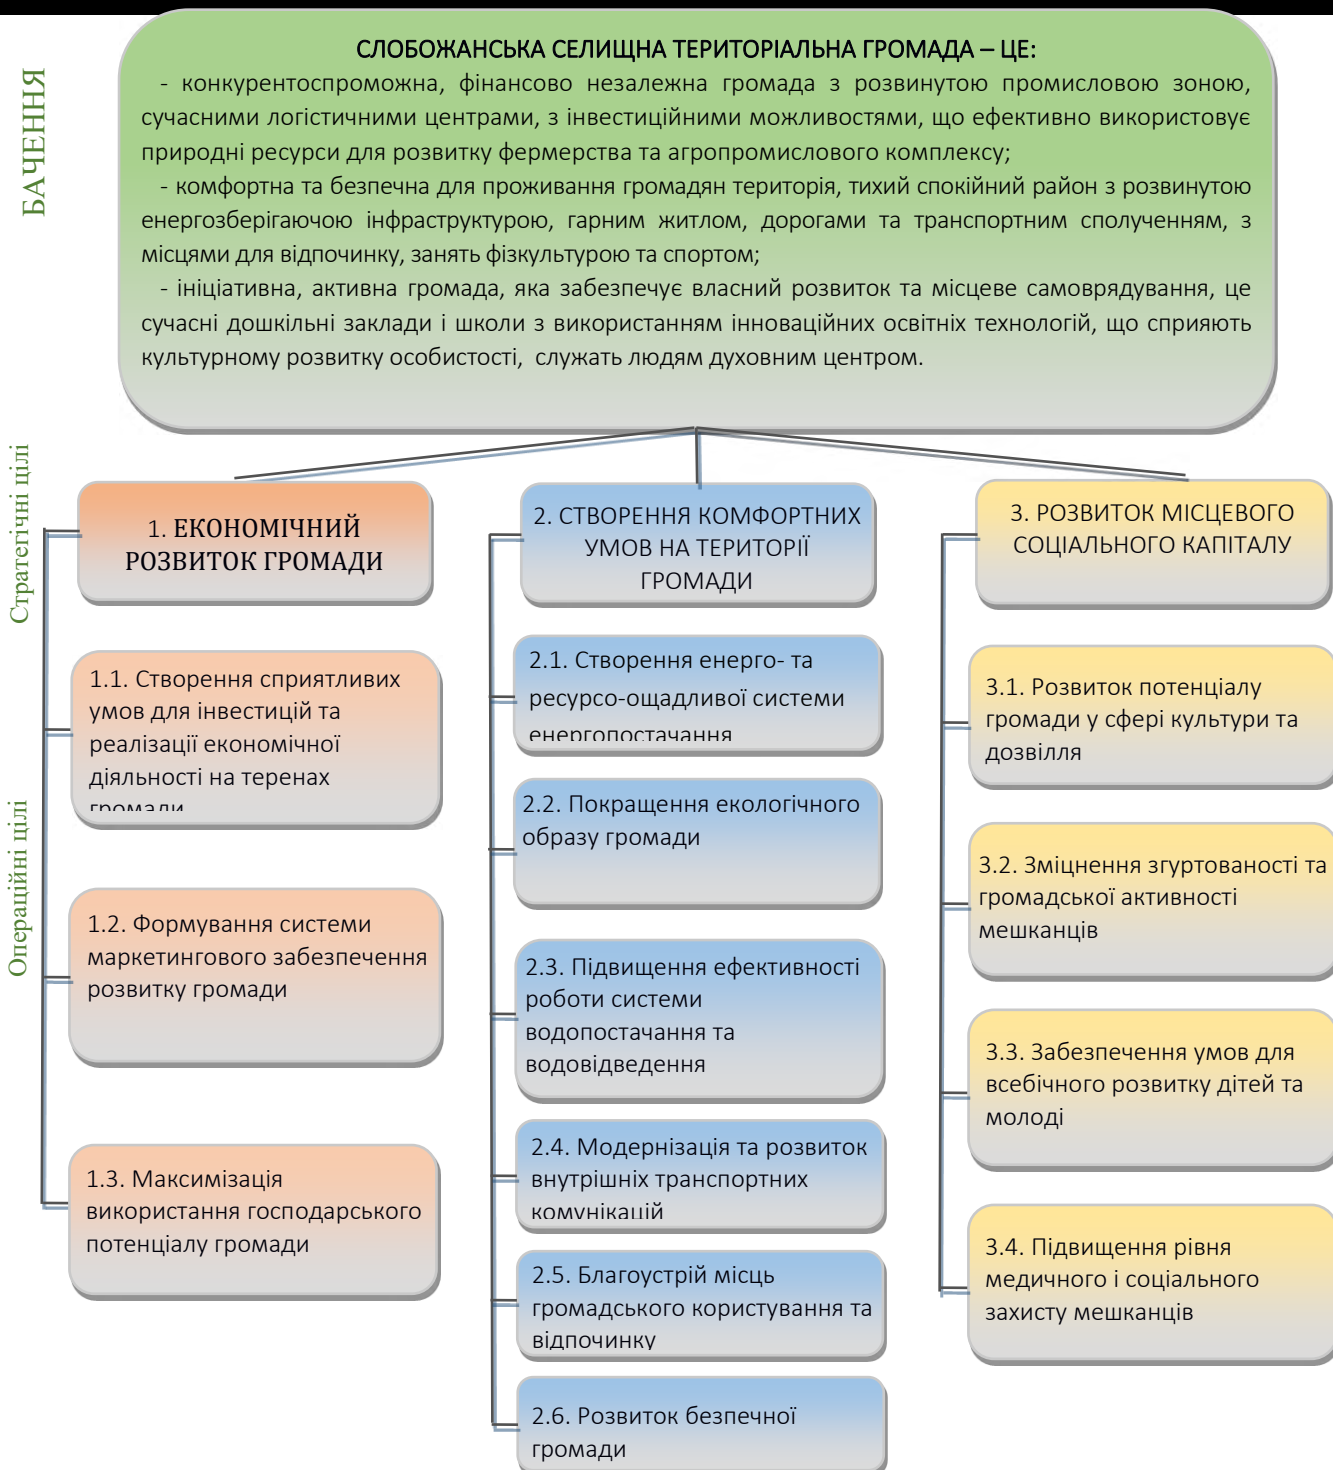 БАЧЕННЯ
СЛОБОЖАНСЬКА СЕЛИЩНА ТЕРИТОРІАЛЬНА ГРОМАДА – ЦЕ:
- конкурентоспроможна, фінансово незалежна громада з розвинутою промисловою зоною,
сучасними логістичними центрами, з інвестиційними можливостями, що ефективно використовує
природні ресурси для розвитку фермерства та агропромислового комплексу;
- комфортна та безпечна для проживання громадян територія, тихий спокійний район з розвинутою
енергозберігаючою інфраструктурою, гарним житлом, дорогами та транспортним сполученням, з
місцями для відпочинку, занять фізкультурою та спортом;
- ініціативна, активна громада, яка забезпечує власний розвиток та місцеве самоврядування, це
сучасні дошкільні заклади і школи з використанням інноваційних освітніх технологій, що сприяють
культурному розвитку особистості, служать людям духовним центром.
Стратегічні цілі
1. ЕКОНОМІЧНИЙ
РОЗВИТОК ГРОМАДИ
2. СТВОРЕННЯ КОМФОРТНИХ
УМОВ НА ТЕРИТОРІЇ
ГРОМАДИ
3. РОЗВИТОК МІСЦЕВОГО
СОЦІАЛЬНОГО КАПІТАЛУ
Операційні цілі
1.1. Створення сприятливих
умов для інвестицій та
реалізації економічної
діяльності на теренах
громади
1.2. Формування системи
маркетингового забезпечення
розвитку громади
1.3. Максимізація
використання господарського
потенціалу громади
2.1. Створення енерго- та
ресурсо-ощадливої системи
енергопостачання
2.2. Покращення екологічного
образу громади
2.3. Підвищення ефективності
роботи системи
водопостачання та
водовідведення
2.4. Модернізація та розвиток
внутрішніх транспортних
комунікацій
2.5. Благоустрій місць
громадського користування та
відпочинку
2.6. Розвиток безпечної
громади
3.1. Розвиток потенціалу
громади у сфері культури та
дозвілля
3.2. Зміцнення згуртованості та
громадської активності
мешканців
3.3. Забезпечення умов для
всебічного розвитку дітей та
молоді
3.4. Підвищення рівня
медичного і соціального
захисту мешканців